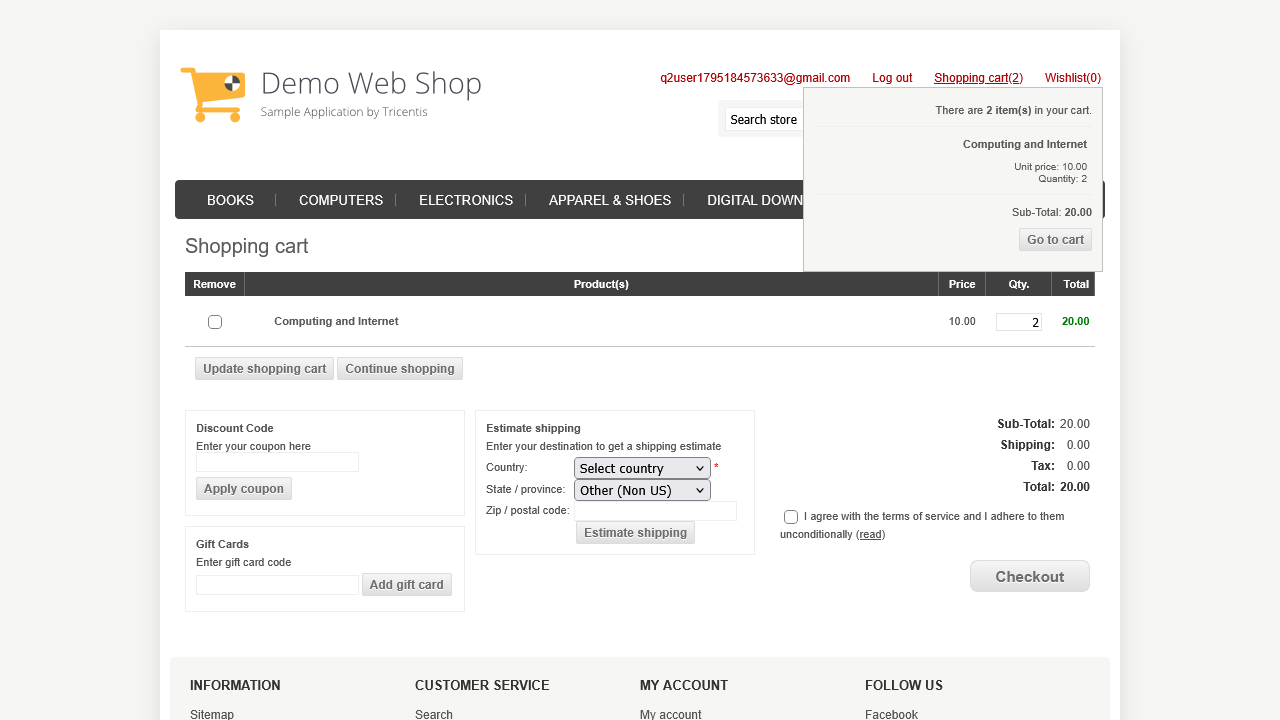 Demo Web Shop
Sample Application by Tricentis
q2user1795184573633@gmail.com Log out Shopping cart(2) Wishlist(0)
Search store
There are 2 item(s) in your cart.
Computing and Internet
Unit price: 10.00
Quantity: 2
Sub-Total: 20.00
Go to cart
BOOKS COMPUTERS ELECTRONICS APPAREL & SHOES DIGITAL DOWN
Shopping cart
Remove Product(s) Price Qty. Total
Computing and Internet 10.00 2 20.00
Update shopping cart Continue shopping
Discount Code
Enter your coupon here
Apply coupon
Gift Cards
Enter gift card code
Add gift card
Estimate shipping
Enter your destination to get a shipping estimate
Country: Select country *
State / province: Other (Non US)
Zip / postal code:
Estimate shipping
Sub-Total: 20.00
Shipping: 0.00
Tax: 0.00
Total: 20.00
I agree with the terms of service and I adhere to them
unconditionally (read)
Checkout
INFORMATION CUSTOMER SERVICE MY ACCOUNT FOLLOW US
Sitemap Search My account Facebook